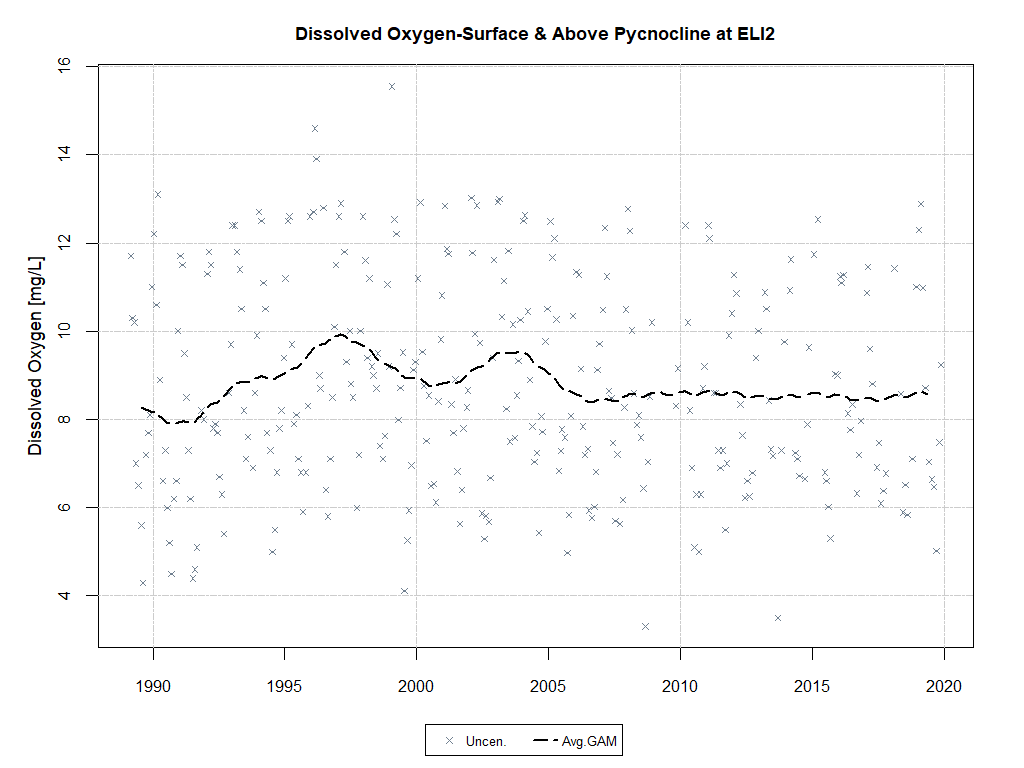 Dissolved Oxygen-Surface & Above Pycnocline at ELI2
Dissolved Oxygen [mg/L]
16
14
12
10
8
6
4
1990 1995 2000 2005 2010 2015 2020
Uncen. Avg.GAM